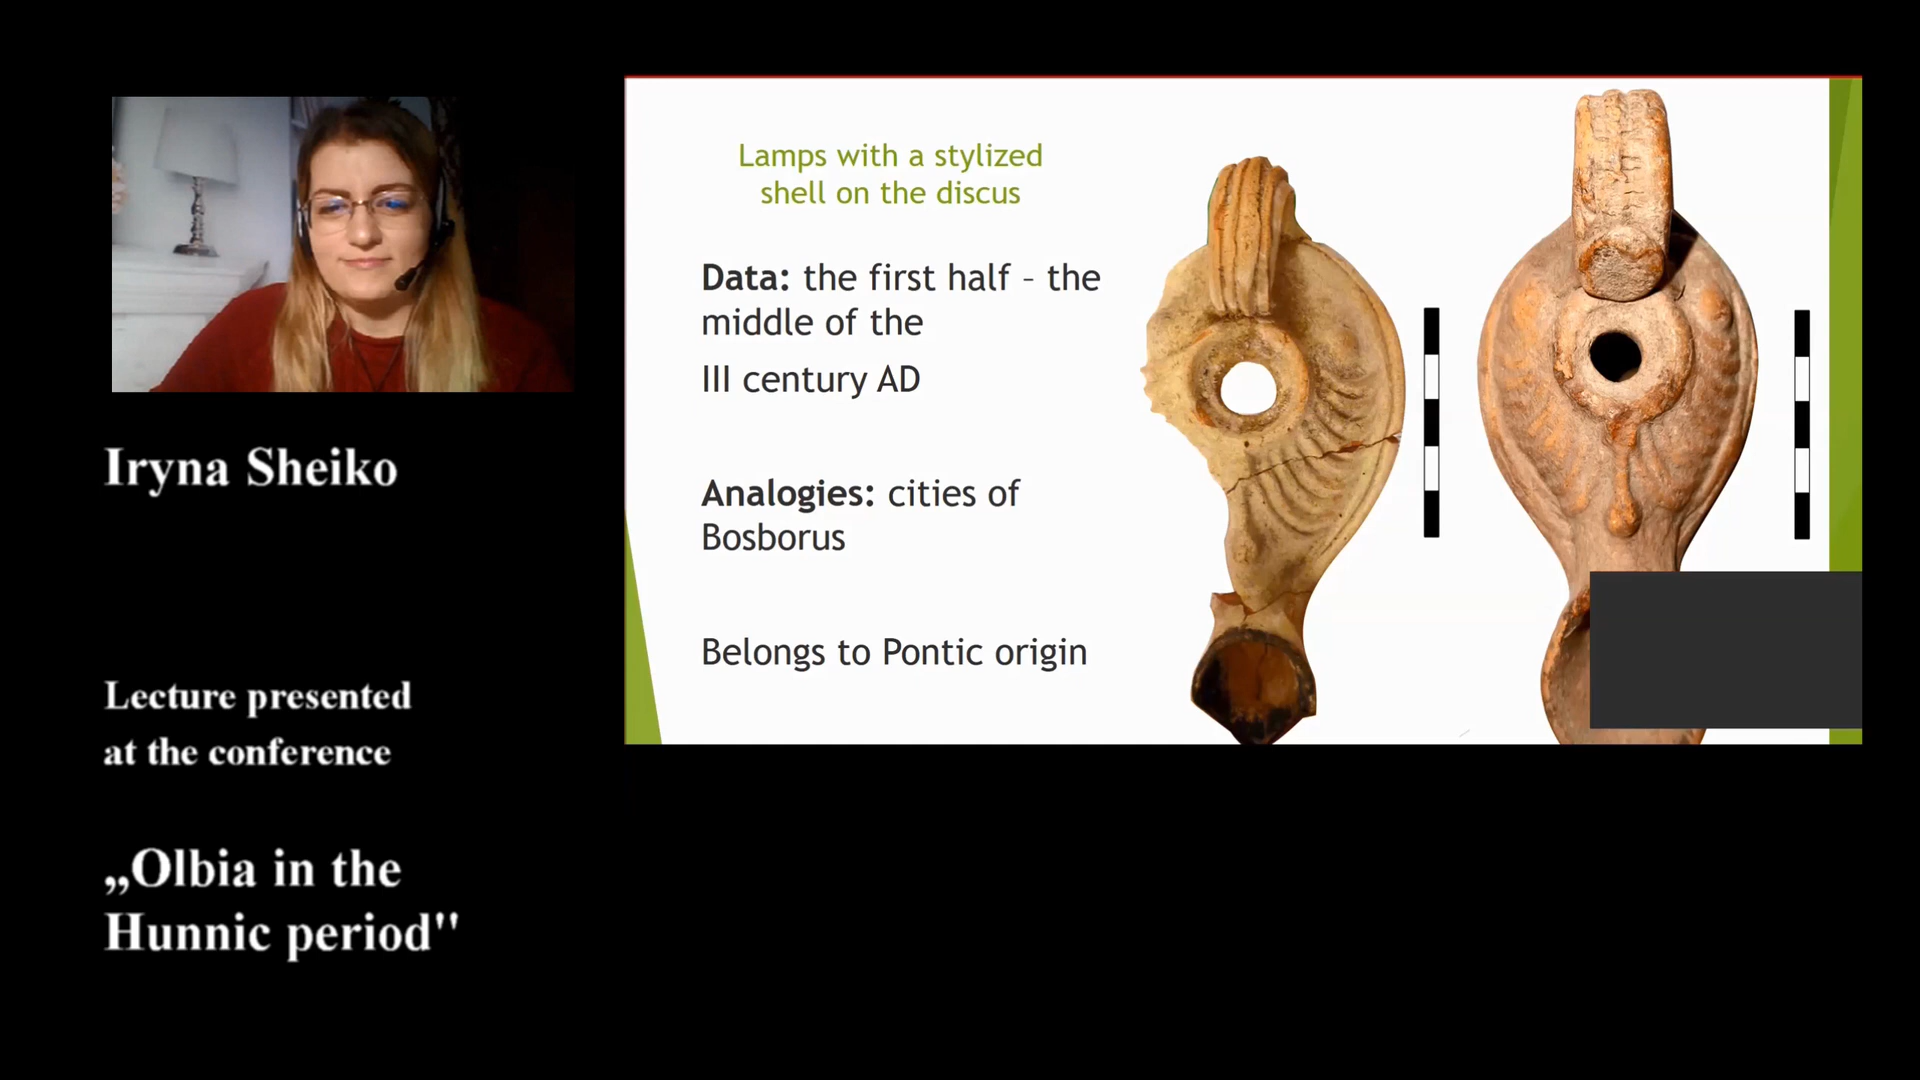 Lamps with a stylized
shell on the discus
Data: the first half – the
middle of the
III century AD
Analogies: cities of
Bosborus
Belongs to Pontic origin
Iryna Sheiko
Lecture presented
at the conference
„Olbia in the
Hunnic period"